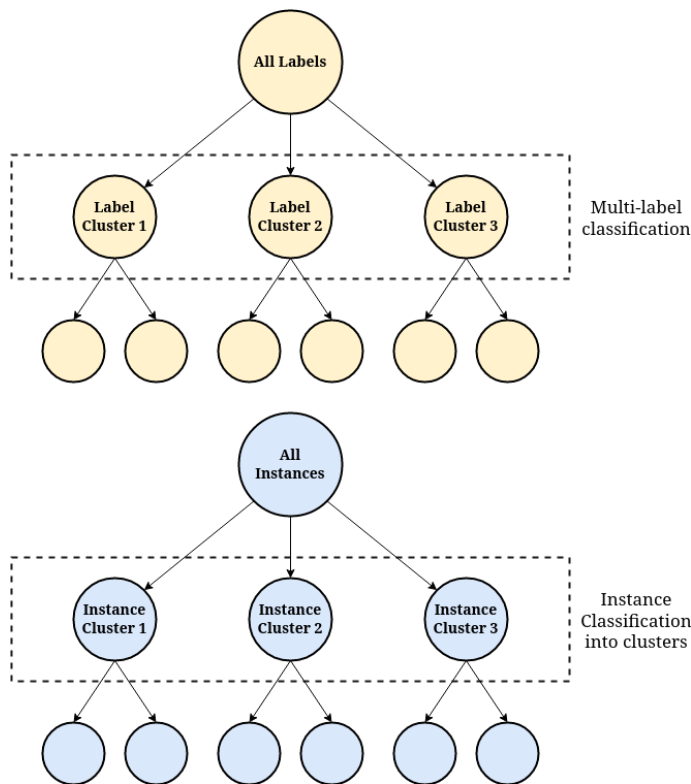 All Labels
Label
Cluster 1
Label
Cluster 2
Label
Cluster 3
Multi-label
classification
All
Instances
Instance
Cluster 1
Instance
Cluster 2
Instance
Cluster 3
Instance
Classification
into clusters